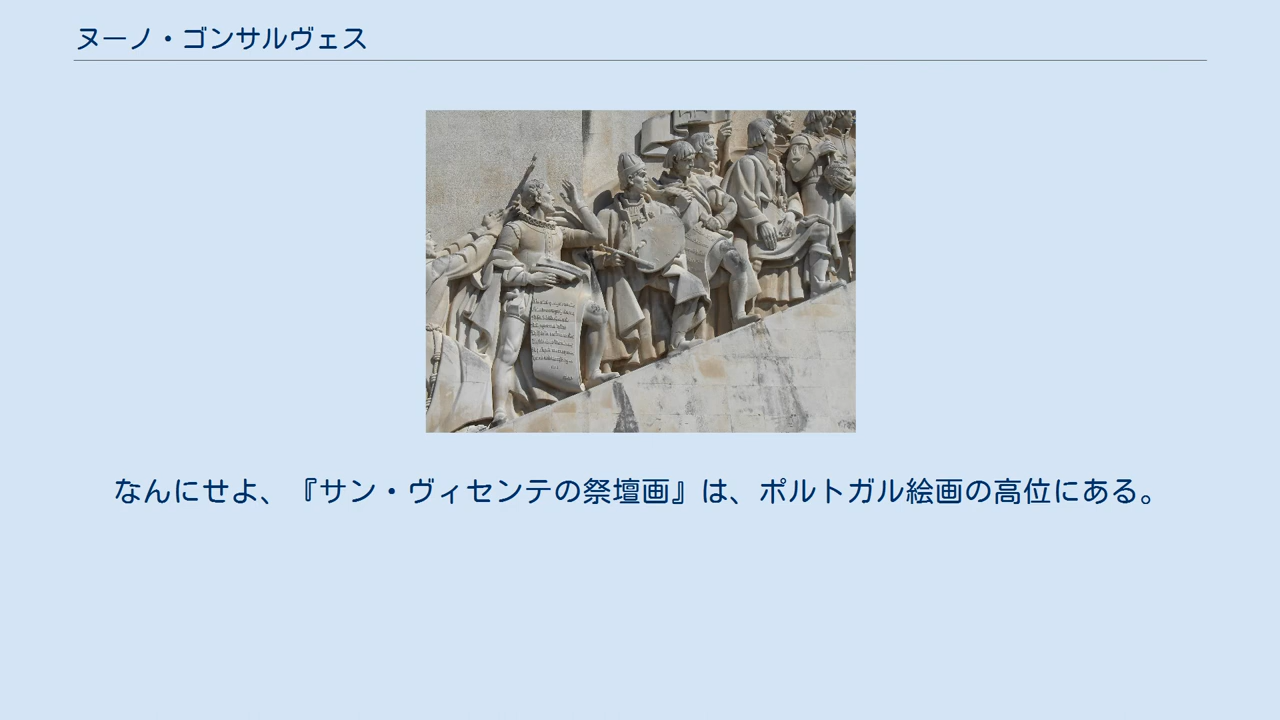 ヌーノ・ゴンサルヴェス
なんにせよ、『サン・ヴィセンテの祭壇画』は、ポルトガル絵画の高位にある。